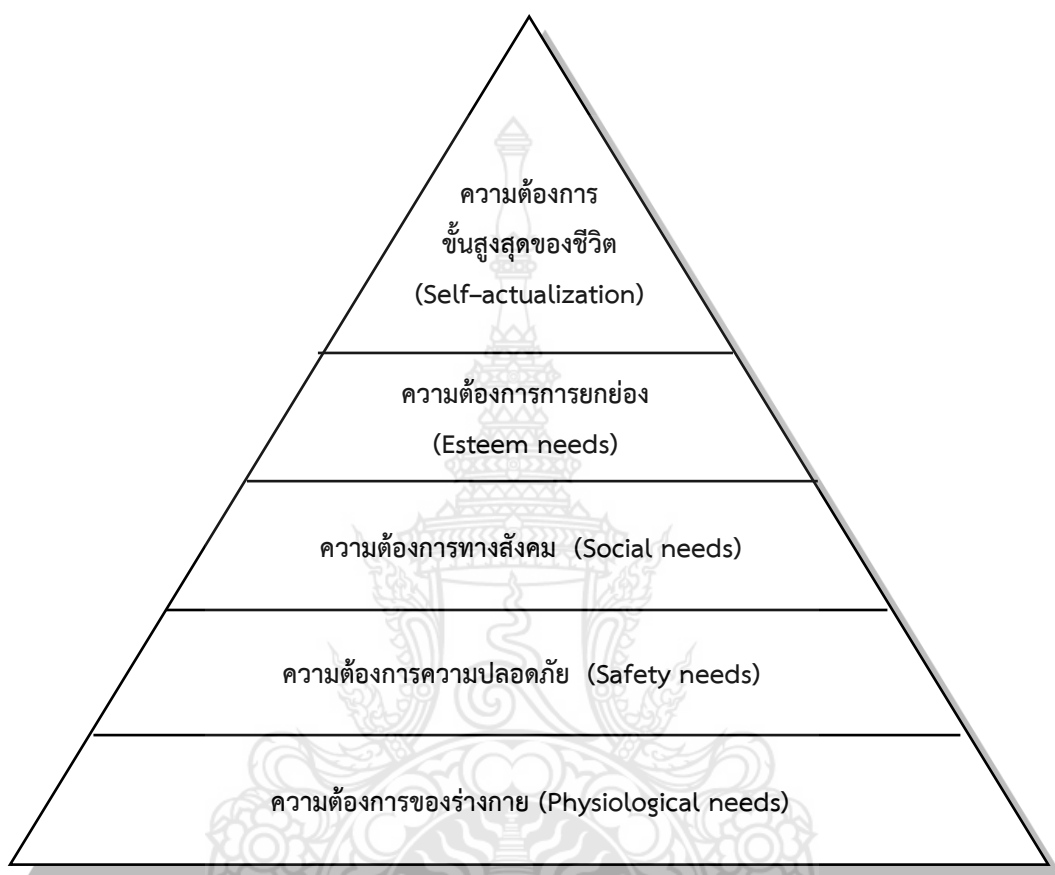 ความต้องการ
ขั้นสูงสุดของชีวิต
(Self–actualization)
ความต้องการการยกย่อง
(Esteem needs)
ความต้องการทางสังคม (Social needs)
ความต้องการความปลอดภัย (Safety needs)
ความต้องการของร่างกาย (Physiological needs)